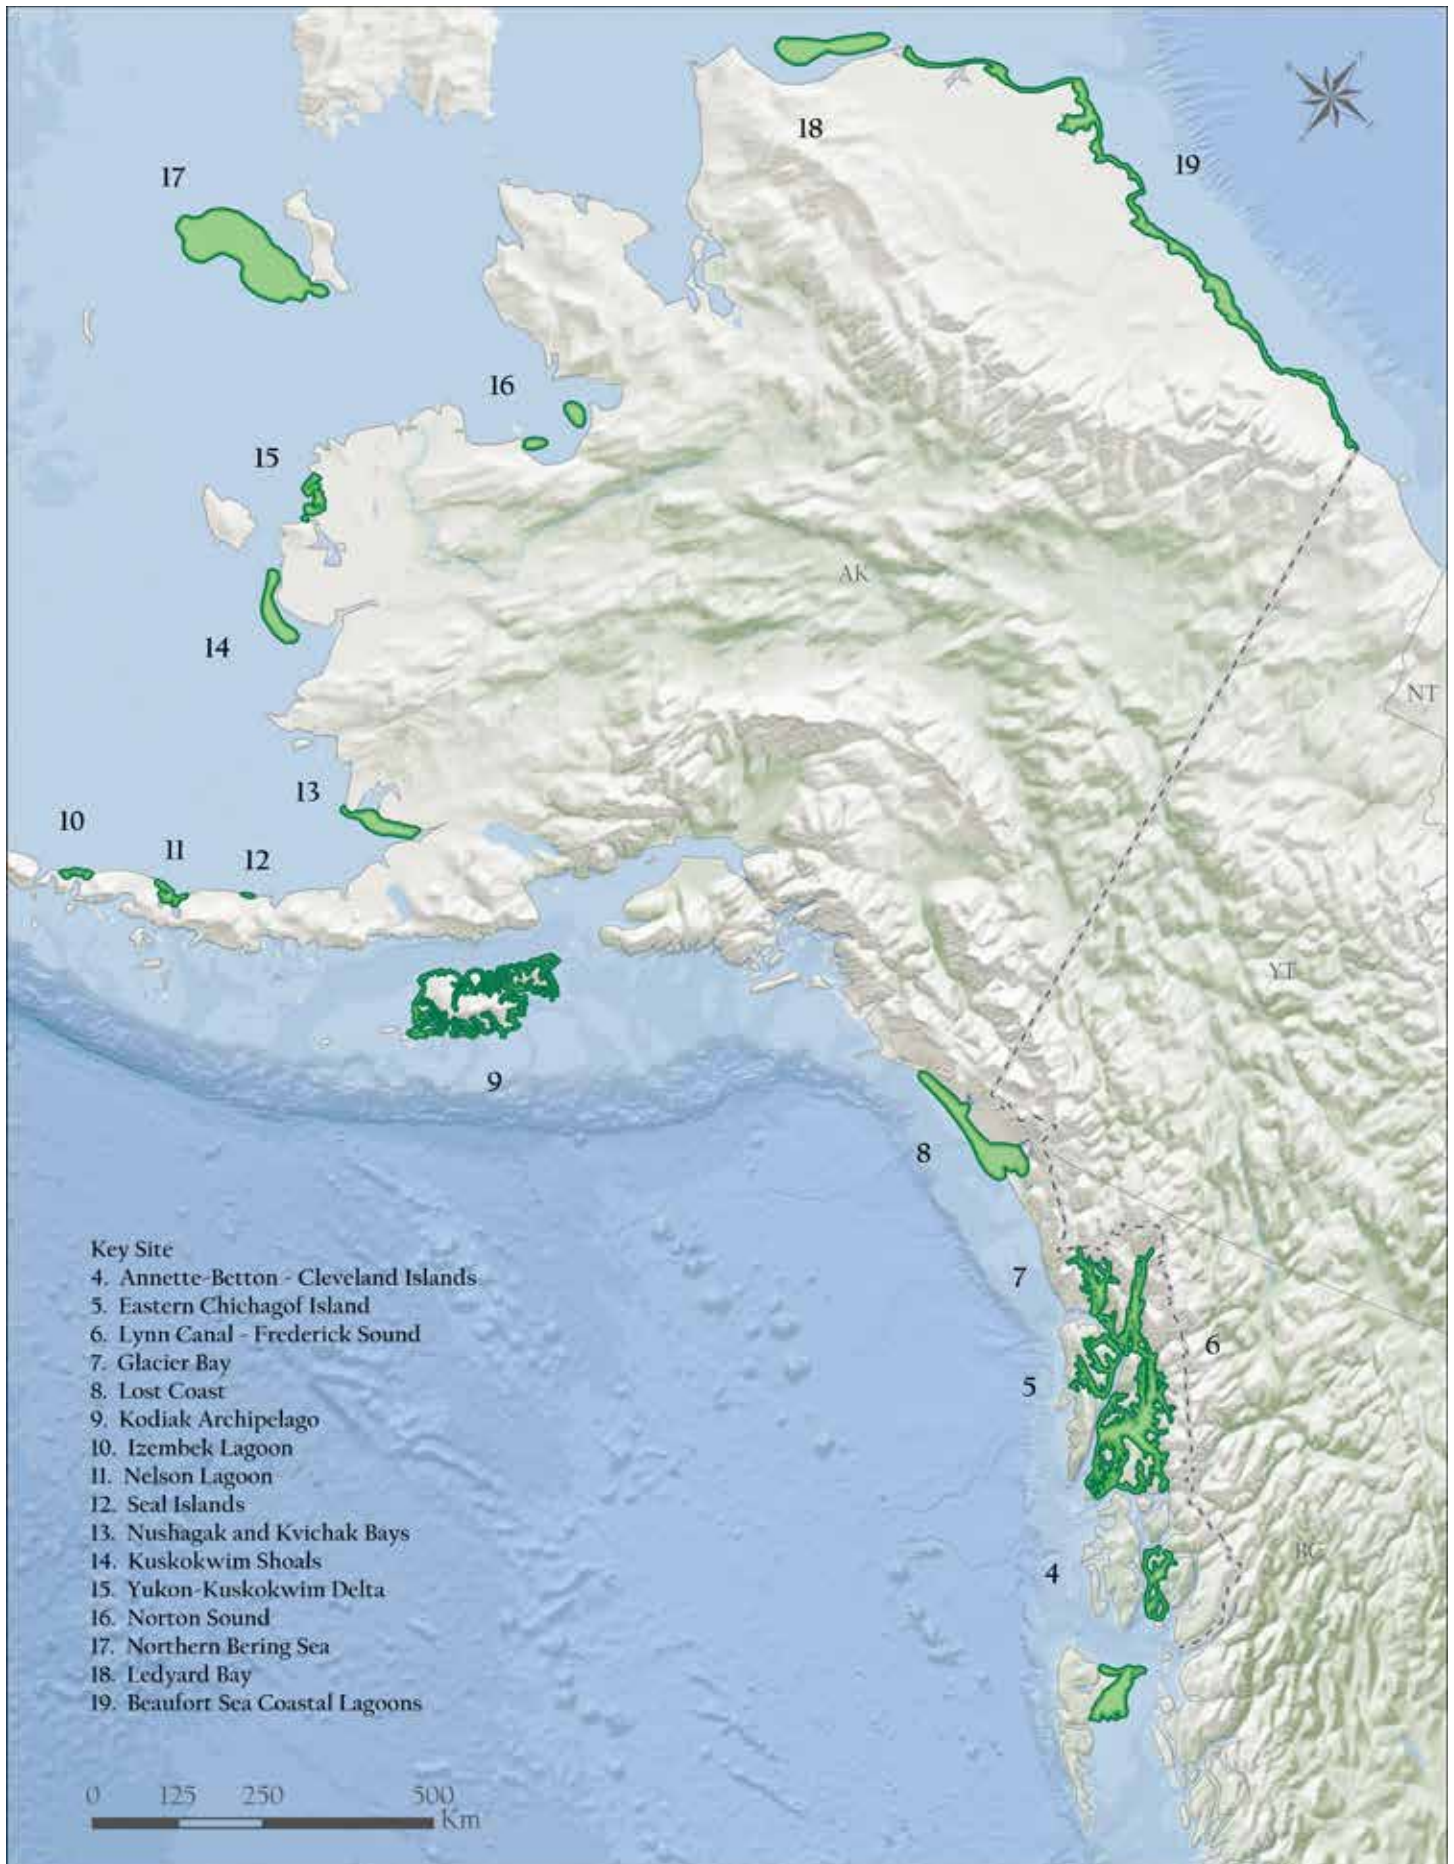 18
19
17
16
15
AK
14
NT
13
10
11
12
YT
9
8
Key Site
4. Annette-Betton - Cleveland Islands
5. Eastern Chichagof Island
6. Lynn Canal - Frederick Sound
7. Glacier Bay
8. Lost Coast
9. Kodiak Archipelago
10. Izembek Lagoon
11. Nelson Lagoon
12. Seal Islands
13. Nushagak and Kvichak Bays
14. Kuskokwim Shoals
15. Yukon-Kuskokwim Delta
16. Norton Sound
17. Northern Bering Sea
18. Ledyard Bay
19. Beaufort Sea Coastal Lagoons
7
6
5
BC
4
0 125 250 500
Km